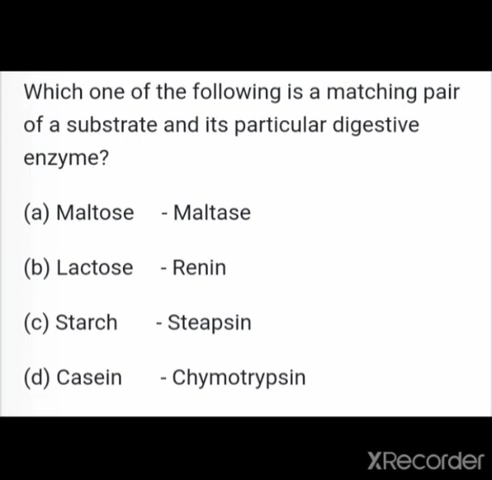 Which one of the following is a matching pair
of a substrate and its particular digestive
enzyme?
(a) Maltose - Maltase
(b) Lactose - Renin
(c) Starch - Steapsin
(d) Casein - Chymotrypsin
XRecorder